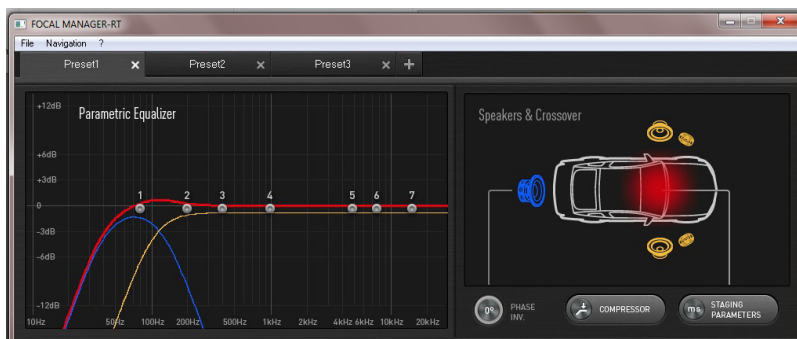 FOCAL MANAGER-RT
File Navigation ?
Preset1 x Preset2 x Preset3 x +
Parametric Equalizer
+12dB
+6dB
+3dB
0
-3dB
-6dB
-12dB
1 2 3 4 5 6 7
10Hz 50Hz 100Hz 200Hz 500Hz 1kHz 2kHz 4kHz 6kHz 10kHz 20kHz
Speakers & Crossover
0°
PHASE
INV.
COMPRESSOR
ms
STAGING
PARAMETERS